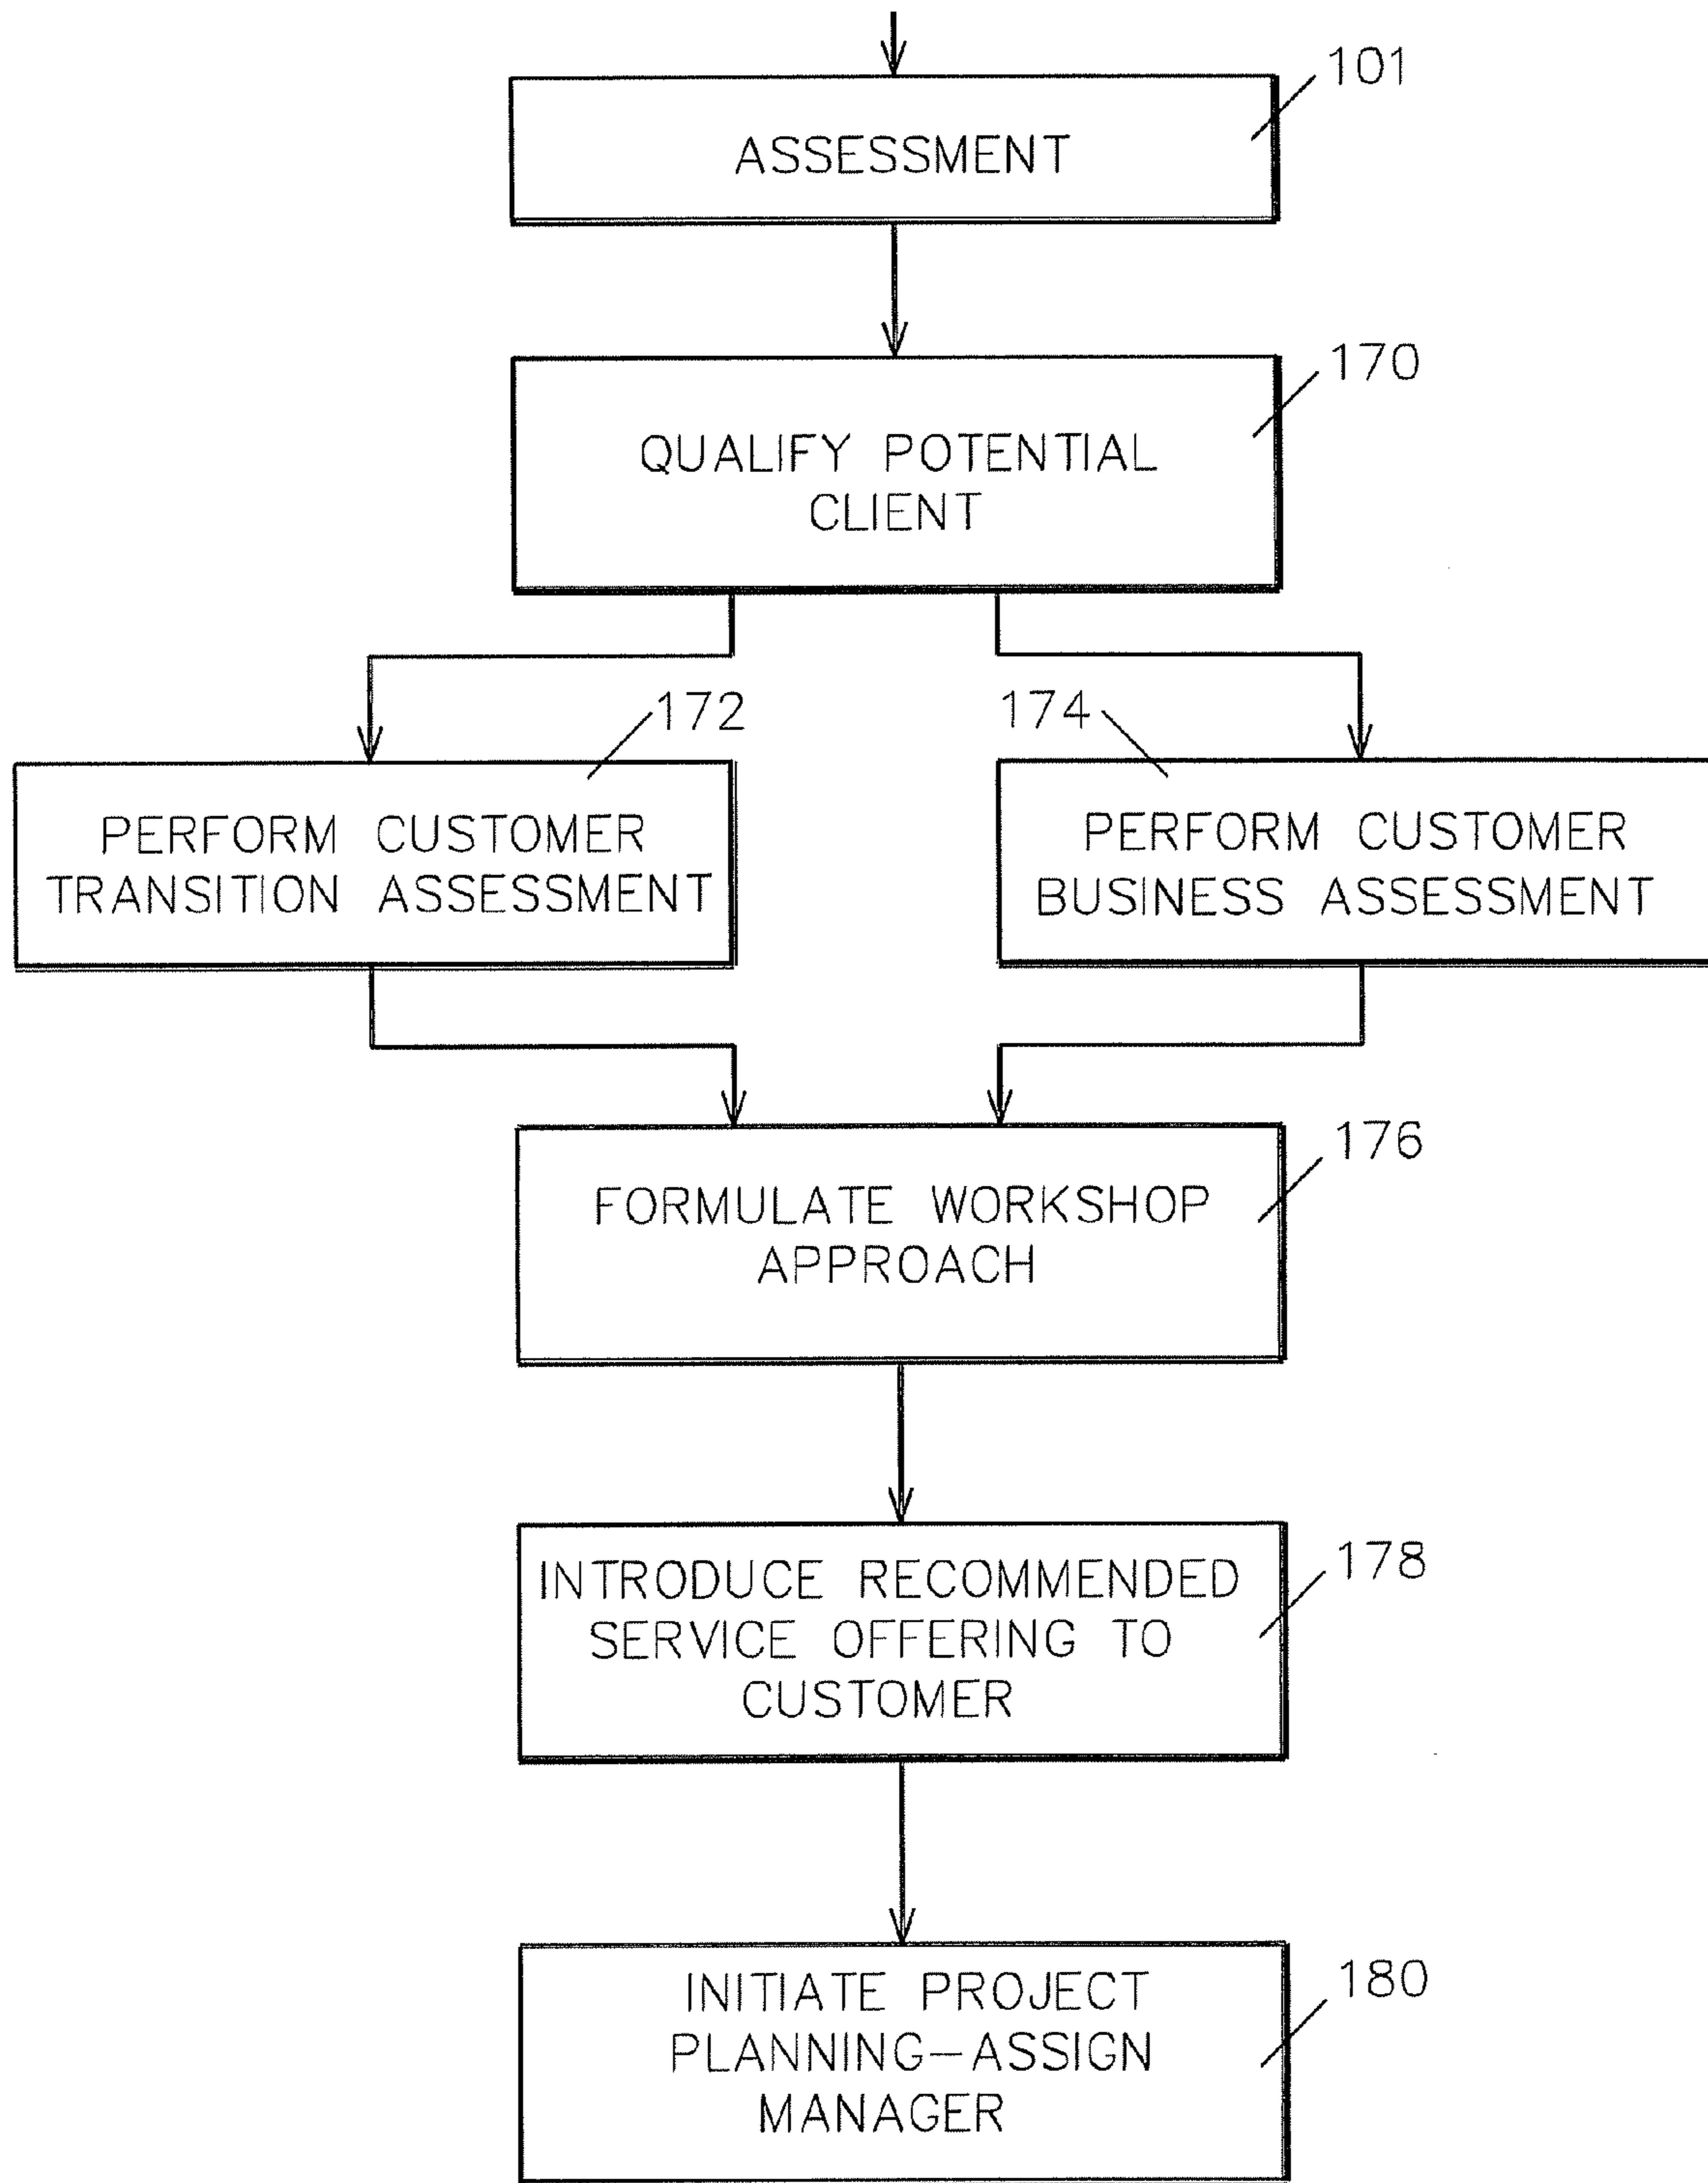 101
ASSESSMENT
170
QUALIFY POTENTIAL
CLIENT
172
PERFORM CUSTOMER
TRANSITION ASSESSMENT
174
PERFORM CUSTOMER
BUSINESS ASSESSMENT
176
FORMULATE WORKSHOP
APPROACH
178
INTRODUCE RECOMMENDED
SERVICE OFFERING TO
CUSTOMER
180
INITIATE PROJECT
PLANNING—ASSIGN
MANAGER